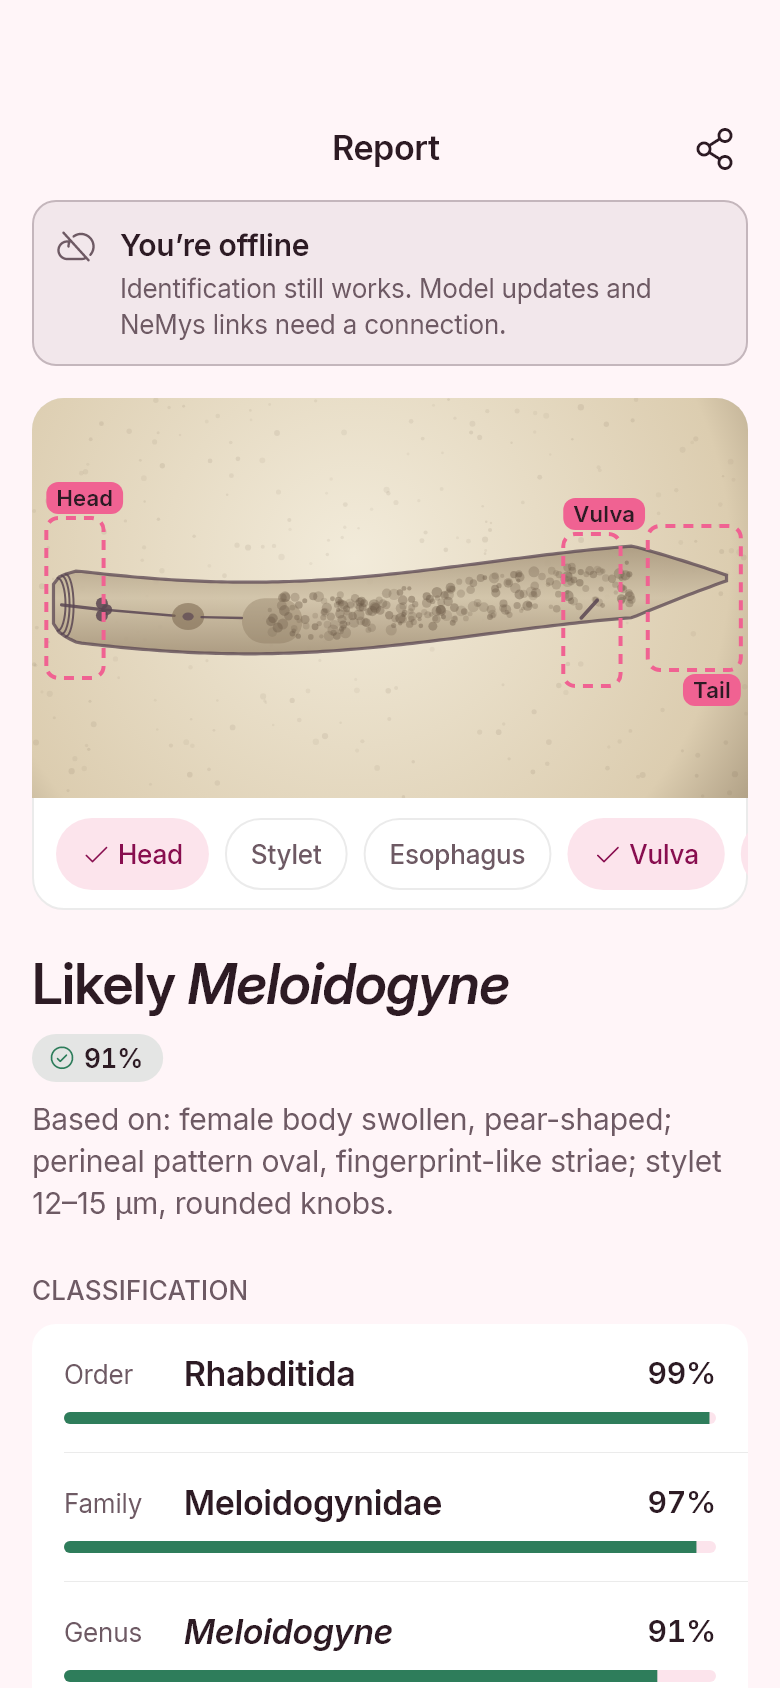 Report
You’re offline
Identification still works. Model updates and
NeMys links need a connection.
Head
Vulva
Tail
Head
Stylet
Esophagus
Vulva
Likely Meloidogyne
91%
Based on: female body swollen, pear-shaped;
perineal pattern oval, fingerprint-like striae; stylet
12–15 µm, rounded knobs.
CLASSIFICATION
Order Rhabditida 99%
Family Meloidogynidae 97%
Genus Meloidogyne 91%